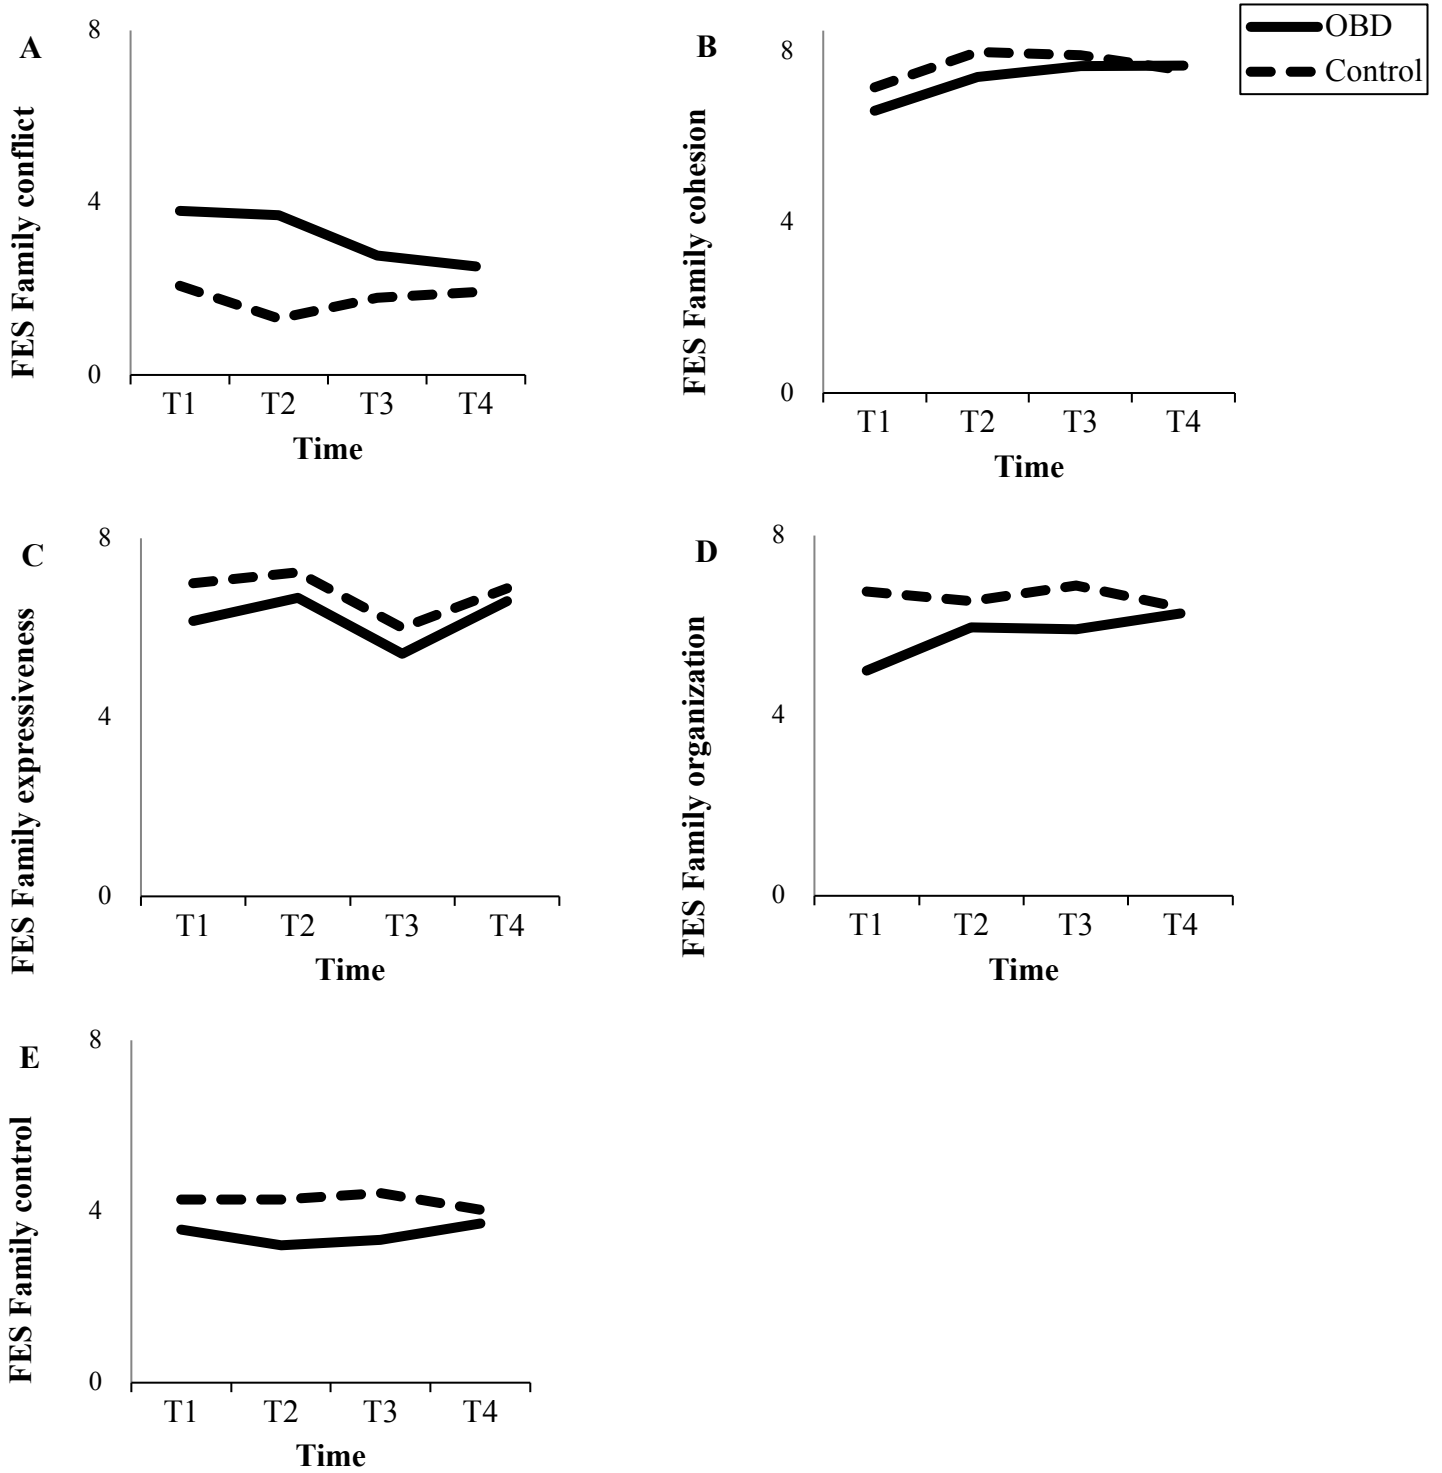 A
8
4
0
FES Family conflict
T1 T2 T3 T4
Time
B
8
4
0
FES Family cohesion
T1 T2 T3 T4
Time
OBD
Control
C
8
4
0
FES Family expressiveness
T1 T2 T3 T4
Time
D
8
4
0
FES Family organization
T1 T2 T3 T4
Time
E
8
4
0
FES Family control
T1 T2 T3 T4
Time